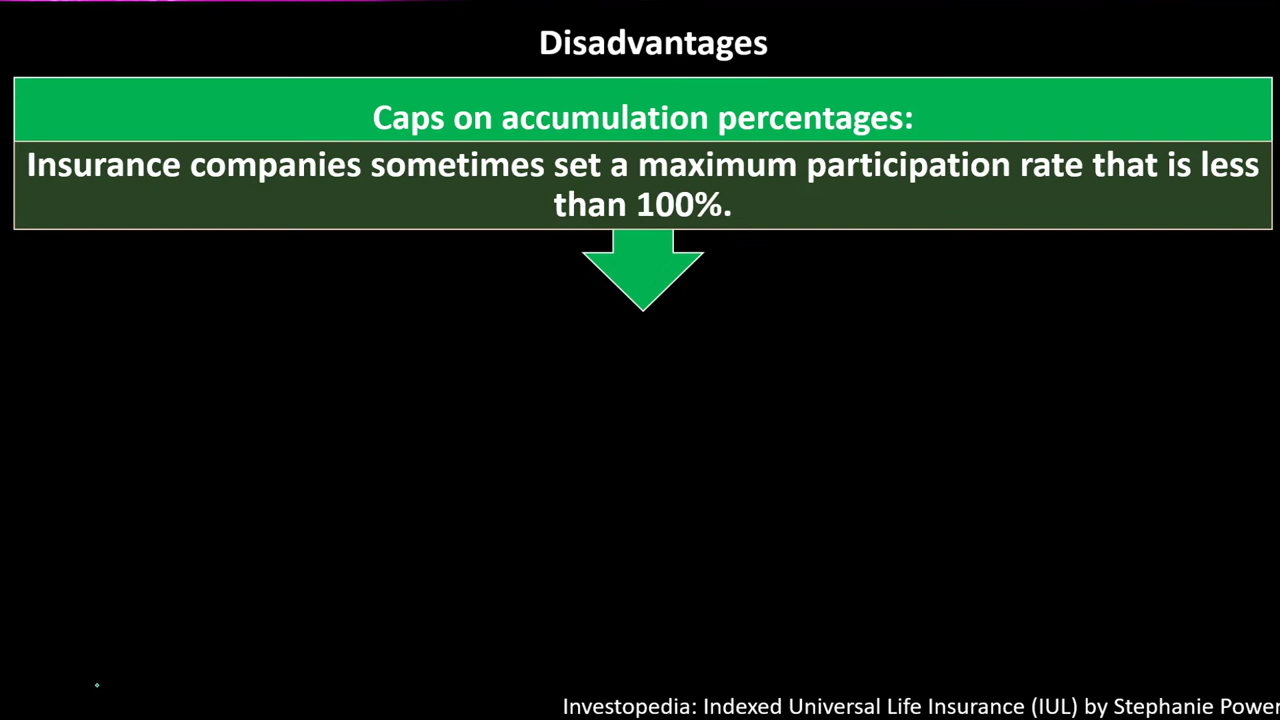 Disadvantages
Caps on accumulation percentages:
Insurance companies sometimes set a maximum participation rate that is less
than 100%.
Investopedia: Indexed Universal Life Insurance (IUL) by Stephanie Power